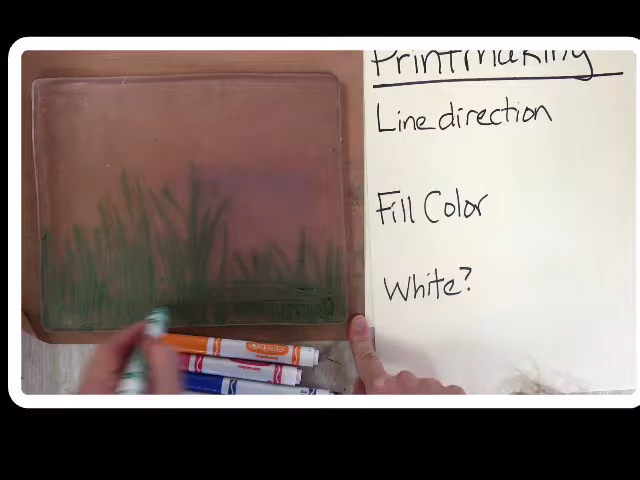 Printmaking
Line direction
Fill Color
White?
Crayola